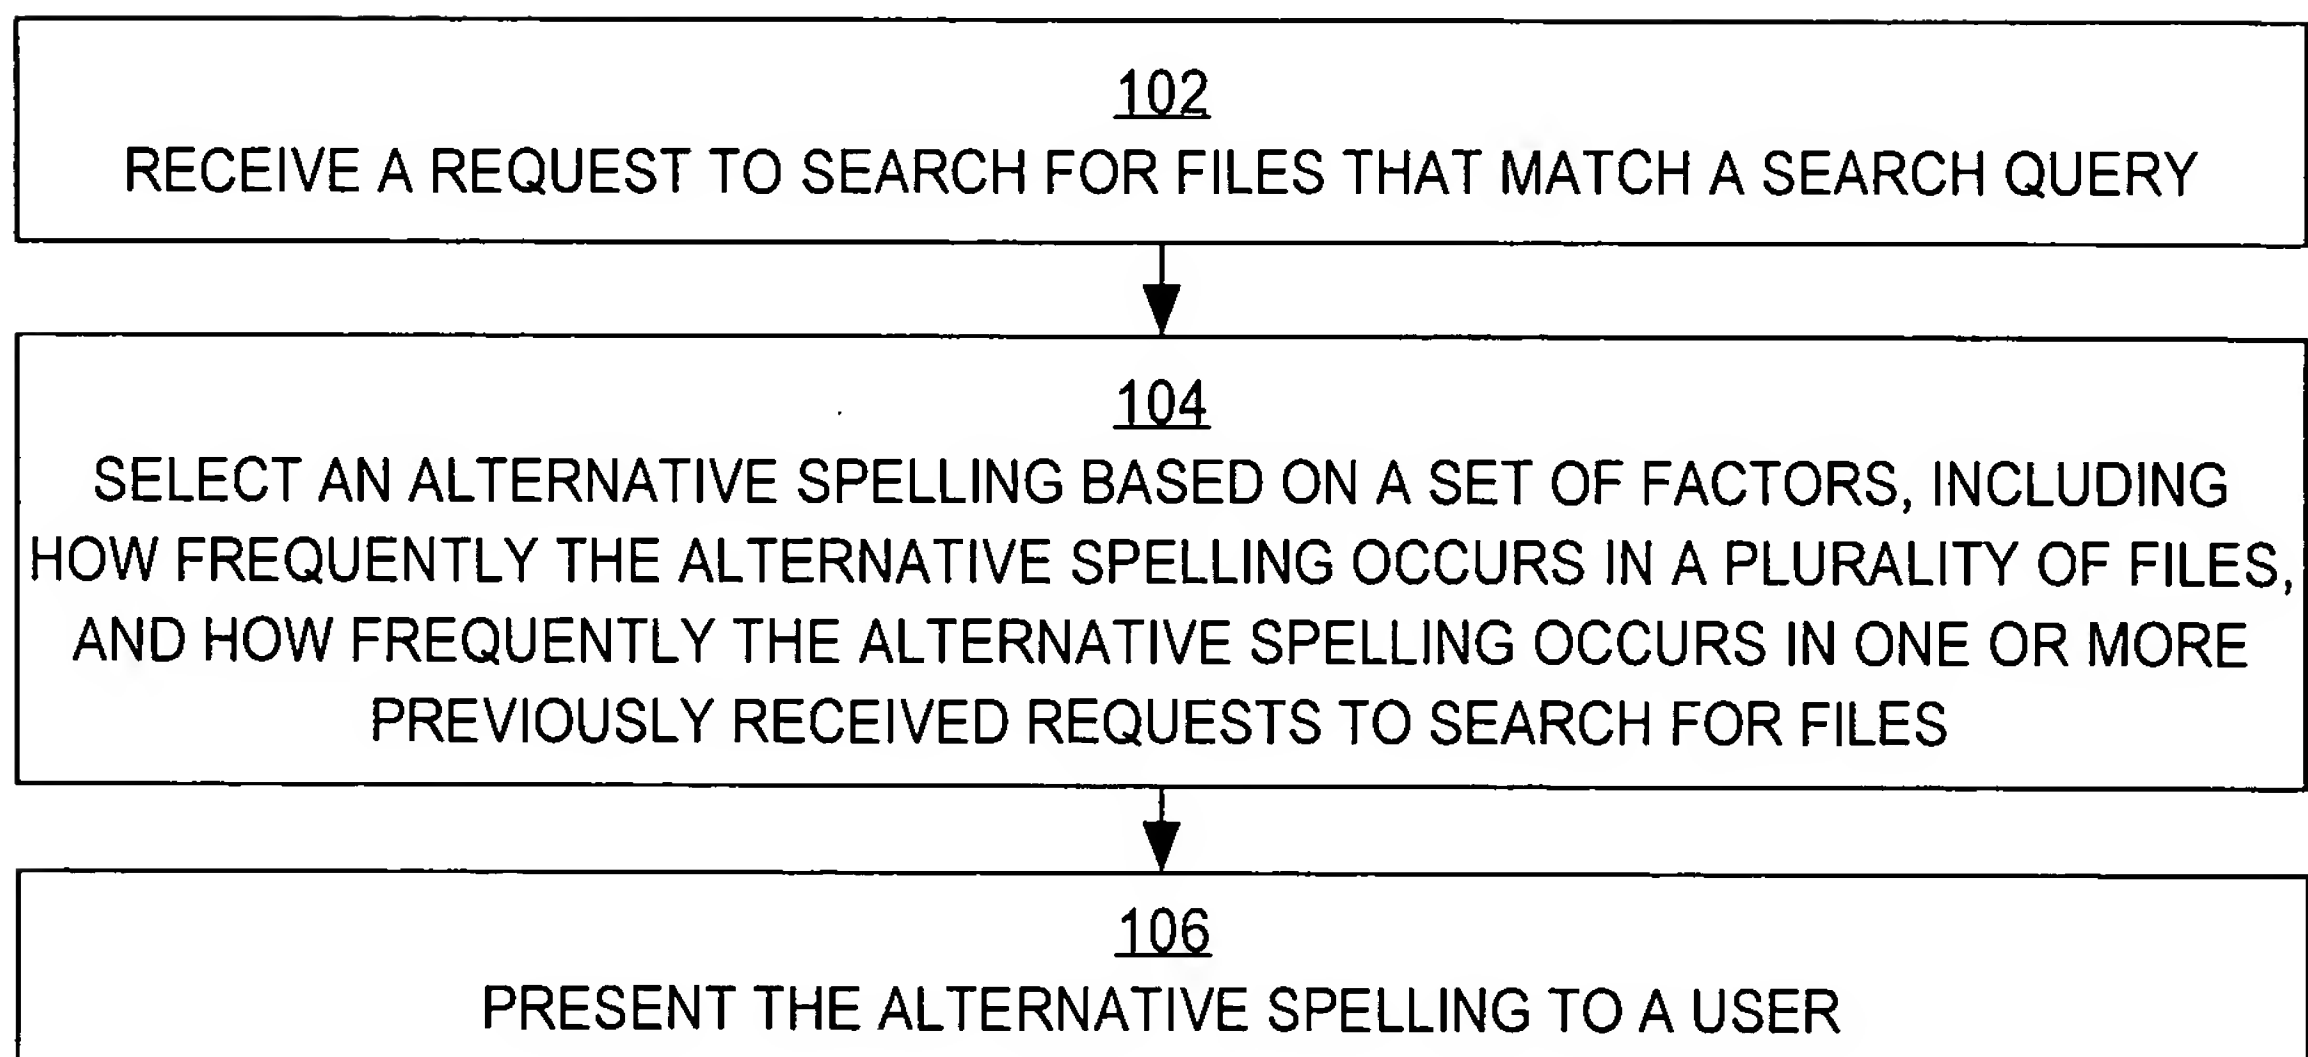 102
RECEIVE A REQUEST TO SEARCH FOR FILES THAT MATCH A SEARCH QUERY
104
SELECT AN ALTERNATIVE SPELLING BASED ON A SET OF FACTORS, INCLUDING
HOW FREQUENTLY THE ALTERNATIVE SPELLING OCCURS IN A PLURALITY OF FILES,
AND HOW FREQUENTLY THE ALTERNATIVE SPELLING OCCURS IN ONE OR MORE
PREVIOUSLY RECEIVED REQUESTS TO SEARCH FOR FILES
106
PRESENT THE ALTERNATIVE SPELLING TO A USER